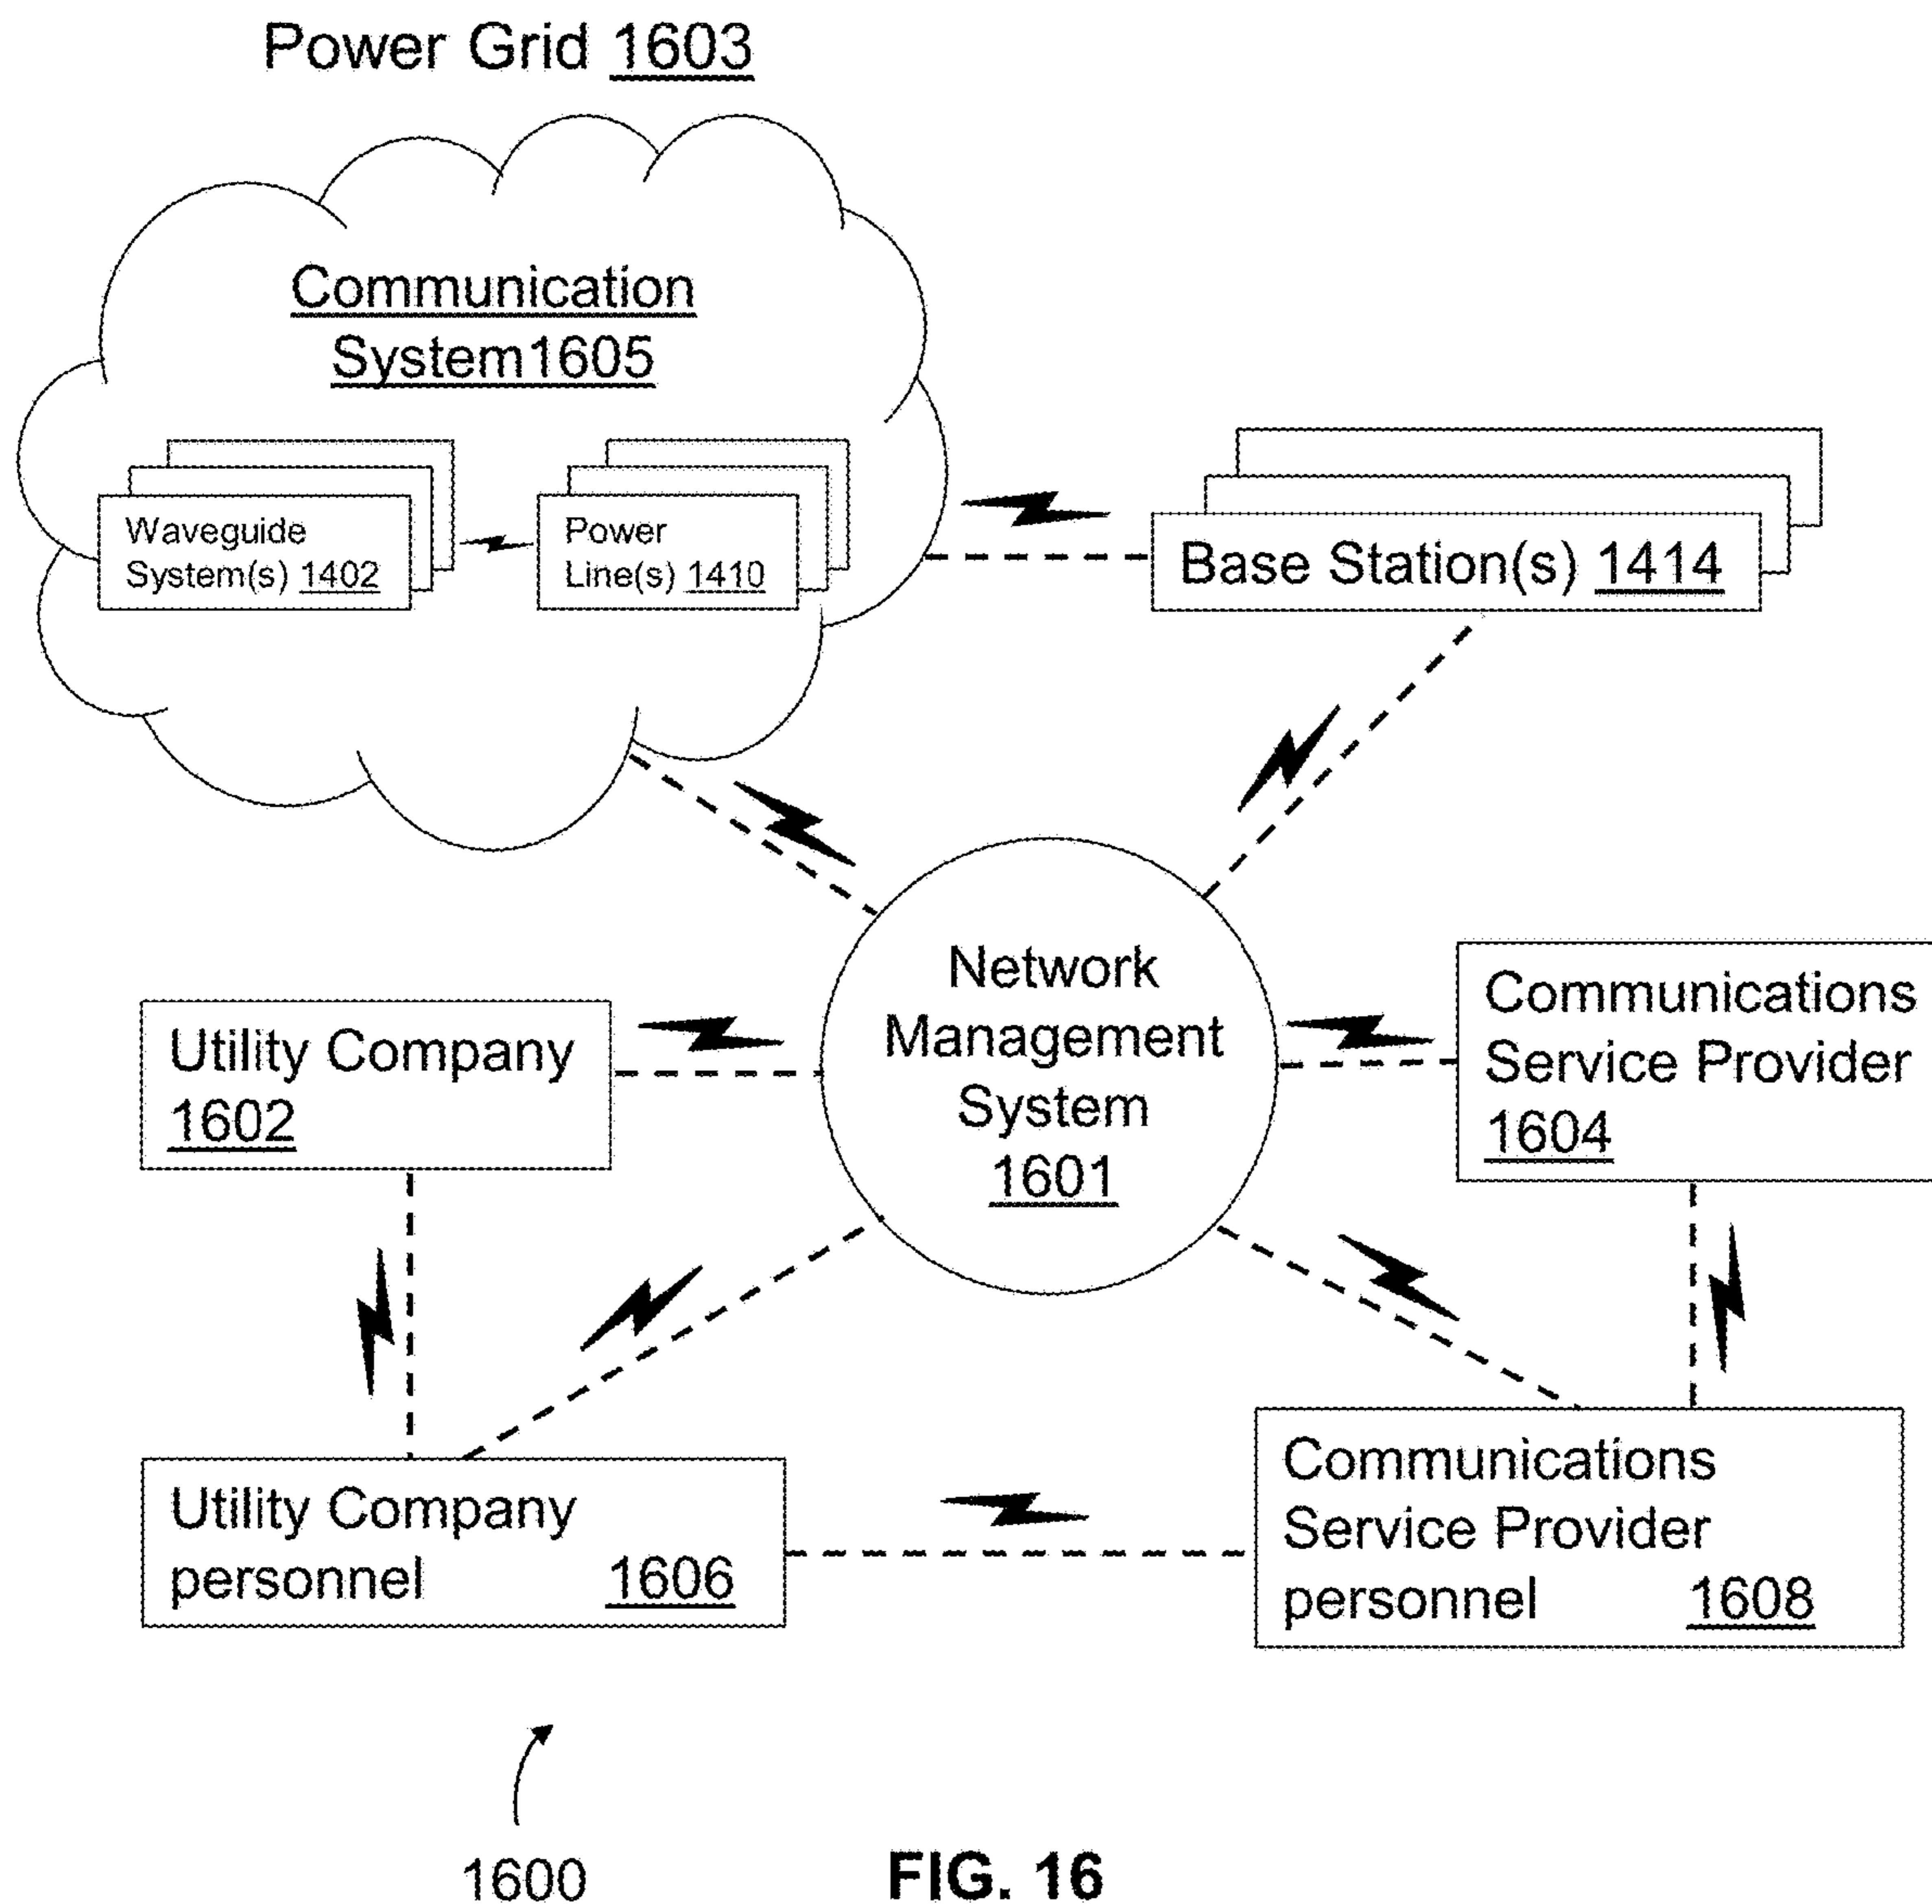 Power Grid 1603
Communication
System1605
Waveguide
System(s) 1402
Power
Line(s) 1410
Base Station(s) 1414
Network
Management
System
1601
Utility Company
1602
Communications
Service Provider
1604
Utility Company
personnel 1606
Communications
Service Provider
personnel 1608
1600
FIG. 16